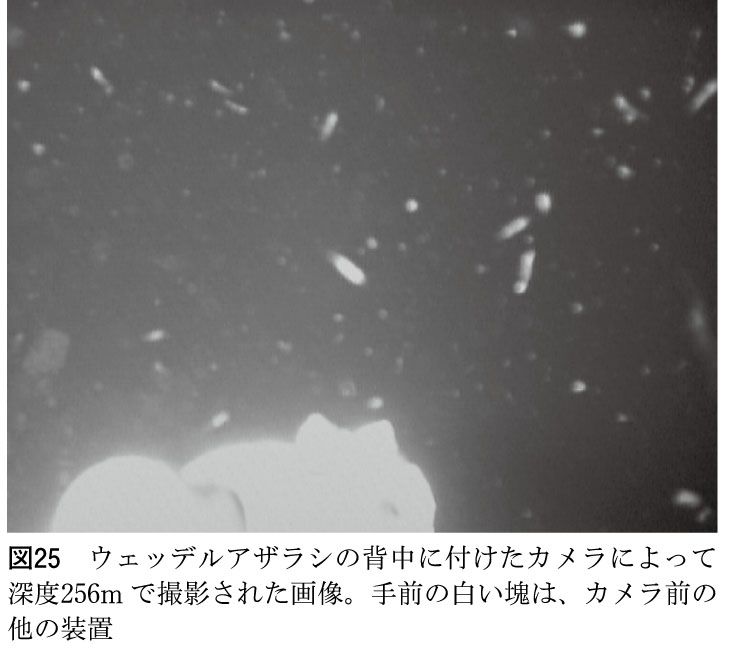 図25　ウェッデルアザラシの背中に付けたカメラによって
深度256m で撮影された画像。手前の白い塊は、カメラ前の
他の装置